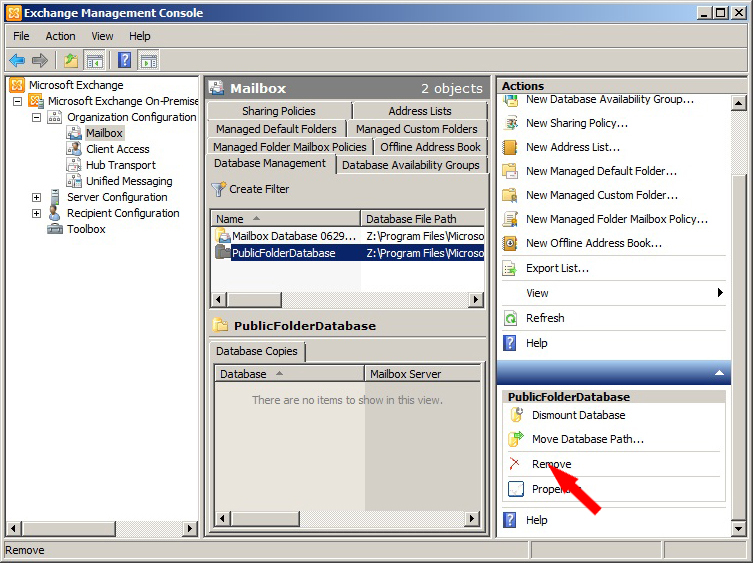 Exchange Management Console
File Action View Help
Microsoft Exchange
Microsoft Exchange On-Premise
Organization Configuration
Mailbox
Client Access
Hub Transport
Unified Messaging
Server Configuration
Recipient Configuration
Toolbox
Mailbox 2 objects
Sharing Policies Address Lists
Managed Default Folders Managed Custom Folders
Managed Folder Mailbox Policies Offline Address Book
Database Management Database Availability Groups
Create Filter
Name Database File Path
Mailbox Database 0629... Z:\Program Files\Microso
PublicFolderDatabase Z:\Program Files\Microso
PublicFolderDatabase
Database Copies
Database Mailbox Server
There are no items to show in this view.
Actions
New Database Availability Group...
New Sharing Policy...
New Address List...
New Managed Default Folder...
New Managed Custom Folder...
New Managed Folder Mailbox Policy...
New Offline Address Book...
Export List...
View
Refresh
Help
PublicFolderDatabase
Dismount Database
Move Database Path...
Remove
Help
Remove